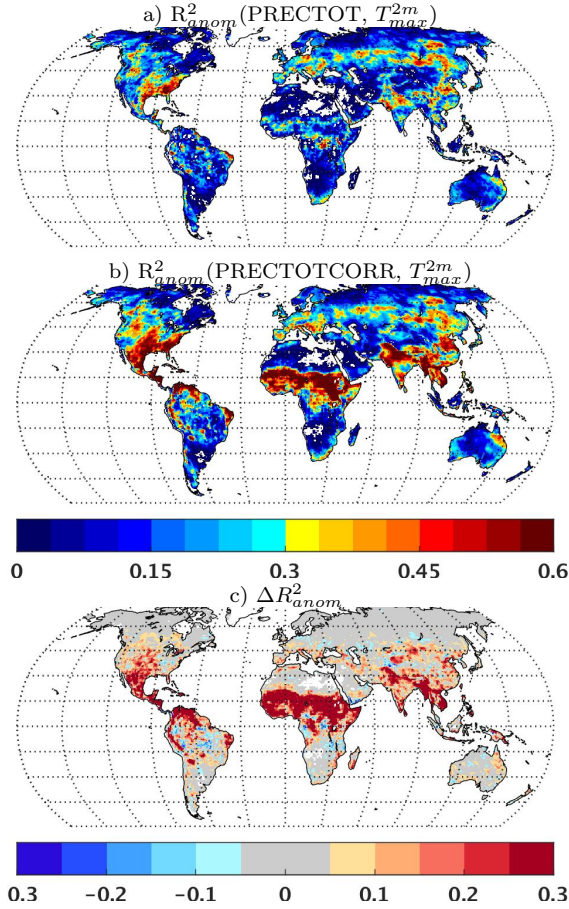 a) R²anom(PRECTOT, T²ᵐmax)
b) R²anom(PRECTOTCORR, T²ᵐmax)
0 0.15 0.3 0.45 0.6
c) ΔR²anom
0.3 −0.2 −0.1 0 0.1 0.2 0.3